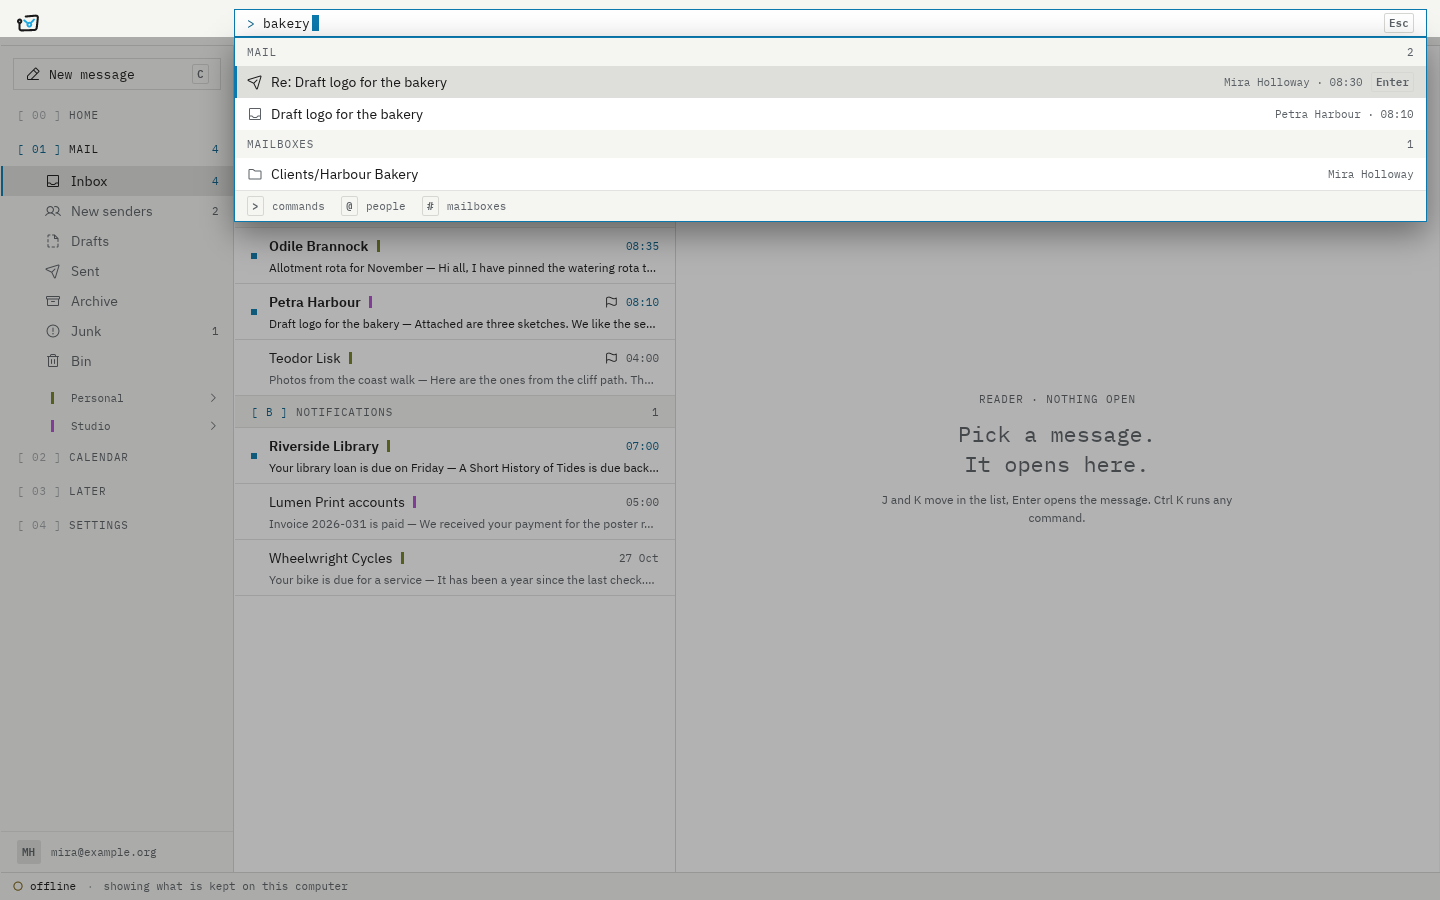 > bakery Esc
MAIL 2
Re: Draft logo for the bakery Mira Holloway · 08:30 Enter
Draft logo for the bakery Petra Harbour · 08:10
MAILBOXES 1
Clients/Harbour Bakery Mira Holloway
> commands @ people # mailboxes
New message C
[ 00 ] HOME
[ 01 ] MAIL 4
Inbox 4
New senders 2
Drafts
Sent
Archive
Junk 1
Bin
Personal
Studio
[ 02 ] CALENDAR
[ 03 ] LATER
[ 04 ] SETTINGS
MH mira@example.org
Odile Brannock 08:35
Allotment rota for November — Hi all, I have pinned the watering rota t...
Petra Harbour 08:10
Draft logo for the bakery — Attached are three sketches. We like the se...
Teodor Lisk 04:00
Photos from the coast walk — Here are the ones from the cliff path. Th...
[ B ] NOTIFICATIONS 1
Riverside Library 07:00
Your library loan is due on Friday — A Short History of Tides is due back...
Lumen Print accounts 05:00
Invoice 2026-031 is paid — We received your payment for the poster r...
Wheelwright Cycles 27 Oct
Your bike is due for a service — It has been a year since the last check....
READER · NOTHING OPEN
Pick a message.
It opens here.
J and K move in the list, Enter opens the message. Ctrl K runs any
command.
offline · showing what is kept on this computer